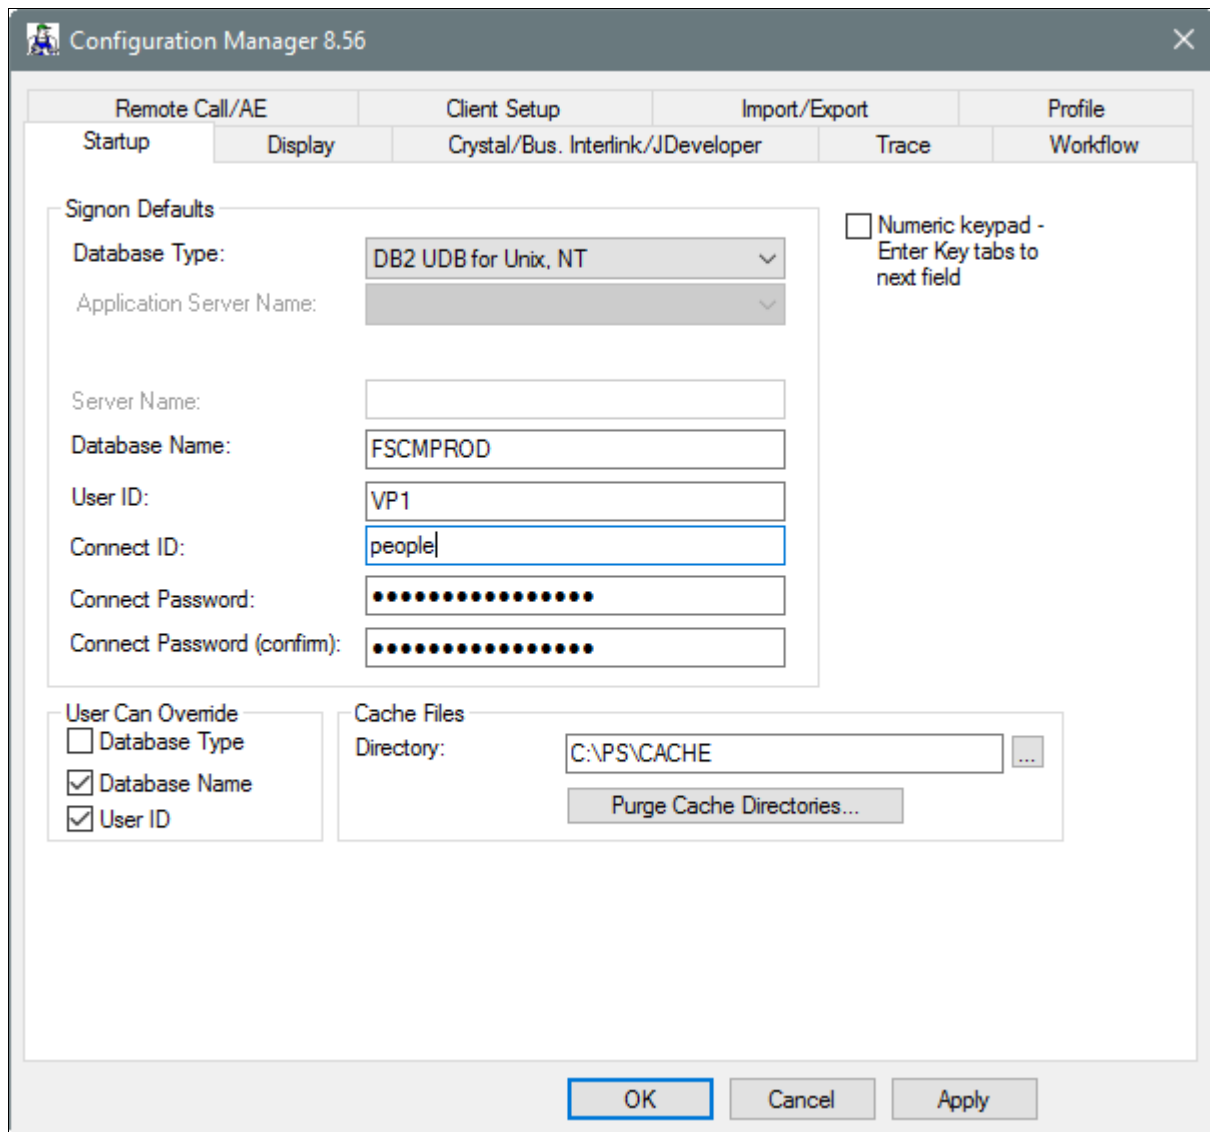 Configuration Manager 8.56
Remote Call/AE Client Setup Import/Export Profile
Startup Display Crystal/Bus. Interlink/JDeveloper Trace Workflow
Signon Defaults
Database Type: DB2 UDB for Unix, NT
Numeric keypad -
Enter Key tabs to
next field
Application Server Name:
Server Name:
Database Name: FSCMPROD
User ID: VP1
Connect ID: people
Connect Password: ••••••••••••••••
Connect Password (confirm): ••••••••••••••••
User Can Override
Database Type
Database Name
User ID
Cache Files
Directory: C:\PS\CACHE ...
Purge Cache Directories...
OK Cancel Apply